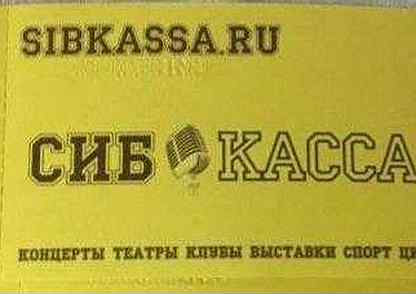 SIBKASSA.RU
СИБ КАССА
КОНЦЕРТЫ ТЕАТРЫ КЛУБЫ ВЫСТАВКИ СПОРТ